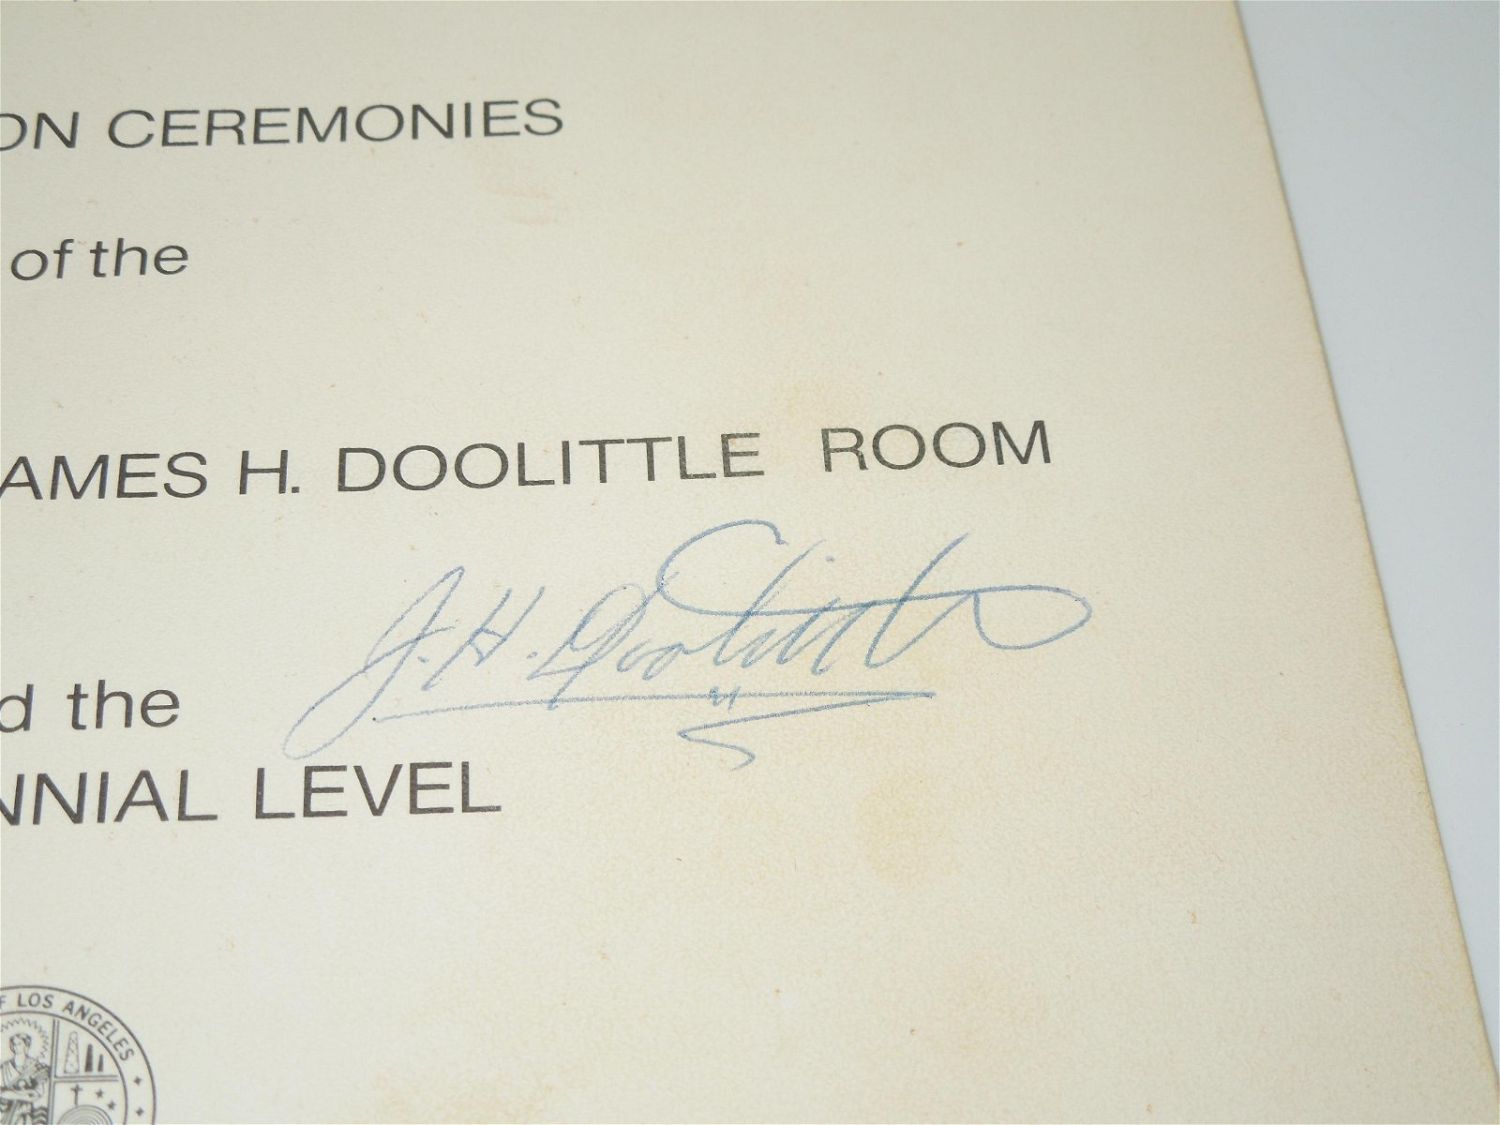 ON CEREMONIES
of the
AMES H. DOOLITTLE ROOM
J. H. Doolittle
d the
NNIAL LEVEL
F LOS ANGELES